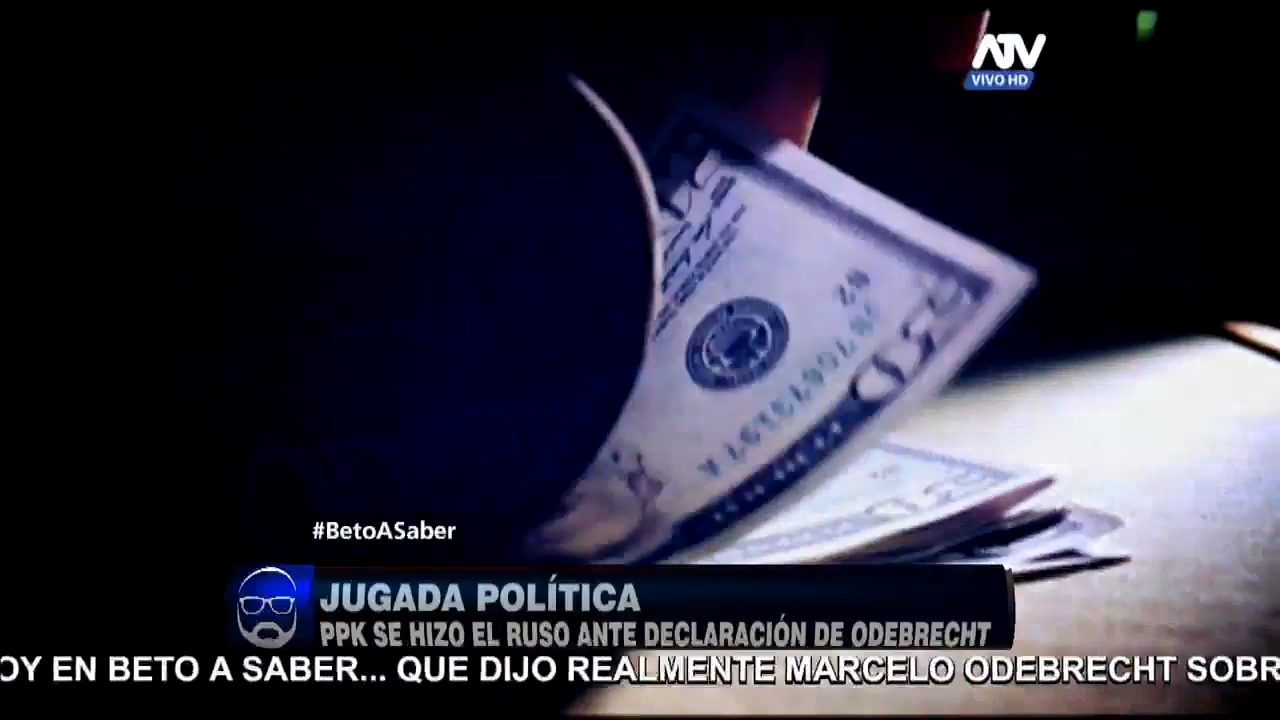 ATV
VIVO HD
50
#BetoASaber
JUGADA POLÍTICA
PPK SE HIZO EL RUSO ANTE DECLARACIÓN DE ODEBRECHT
OY EN BETO A SABER... QUE DIJO REALMENTE MARCELO ODEBRECHT SOBR